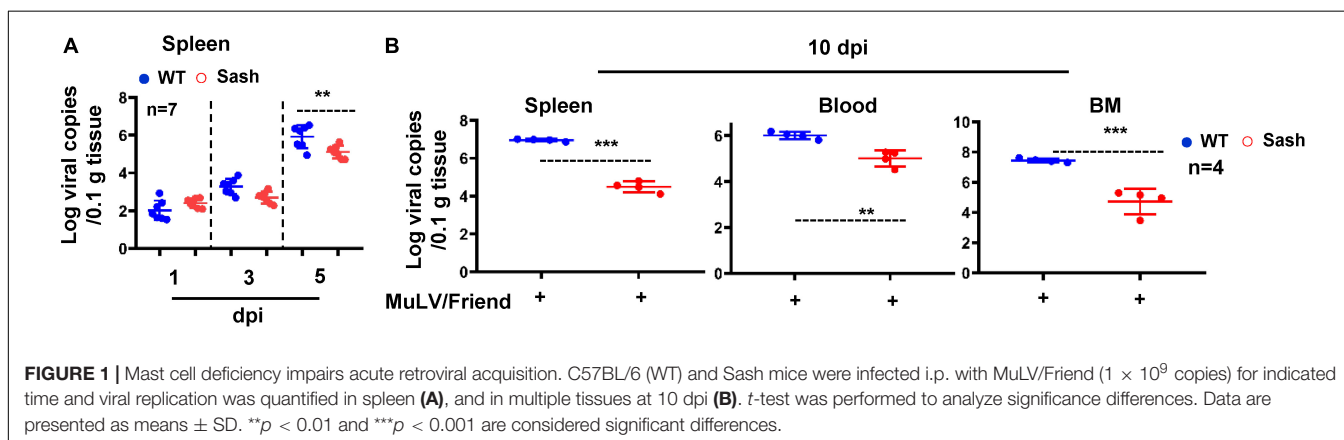 A
Spleen
WT
Sash
n=7
**
Log viral copies
/0.1 g tissue
8
6
4
2
0
1
3
5
dpi
B
10 dpi
Spleen
Log viral copies
/0.1 g tissue
8
6
4
2
0
***
MuLV/Friend
+
+
Blood
6
4
2
0
**
+
+
BM
10
8
6
4
2
0
***
+
+
WT
Sash
n=4
FIGURE 1 | Mast cell deficiency impairs acute retroviral acquisition. C57BL/6 (WT) and Sash mice were infected i.p. with MuLV/Friend (1 × 10⁹ copies) for indicated
time and viral replication was quantified in spleen (A), and in multiple tissues at 10 dpi (B). t-test was performed to analyze significance differences. Data are
presented as means ± SD. **p < 0.01 and ***p < 0.001 are considered significant differences.